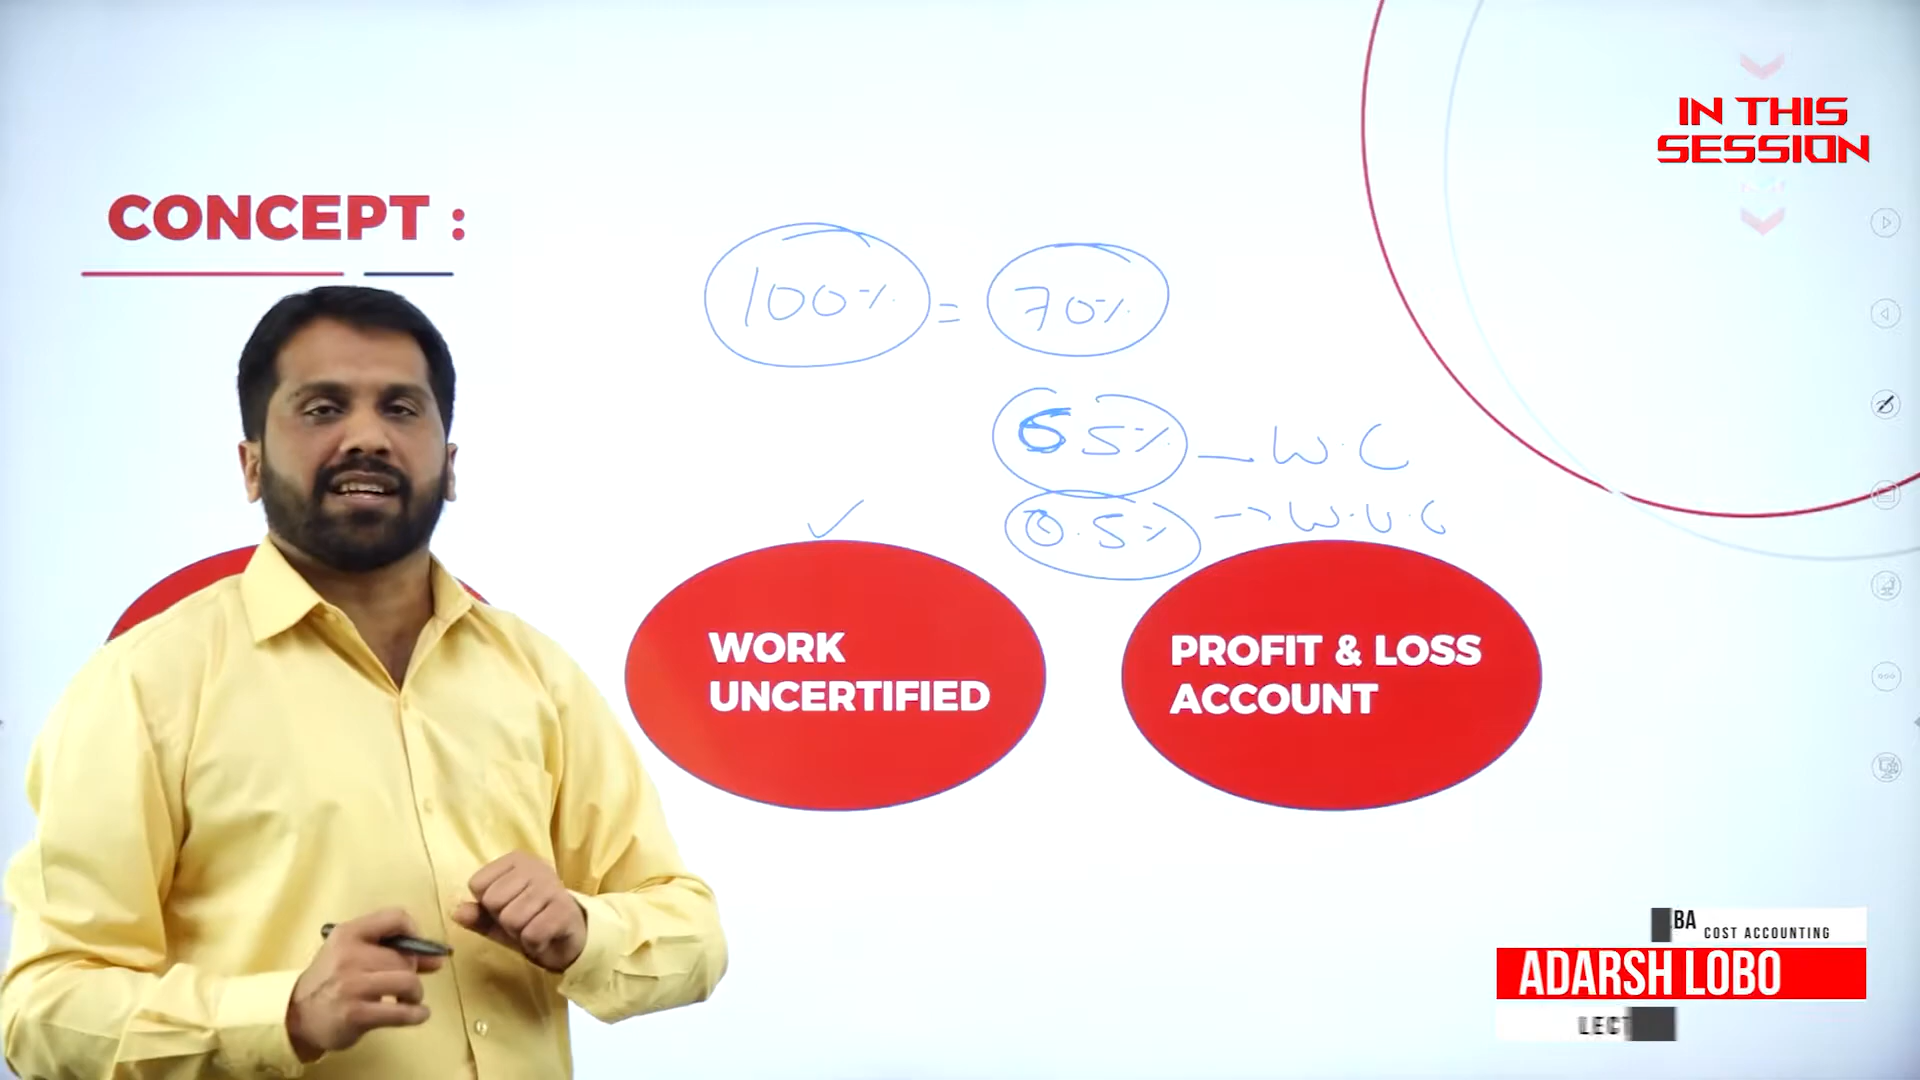 IN THIS
SESSION
CONCEPT :
100% = 70%
65% — W.C
0.5% → W.U.C
WORK
UNCERTIFIED
PROFIT & LOSS
ACCOUNT
BA COST ACCOUNTING
ADARSH LOBO
LECT